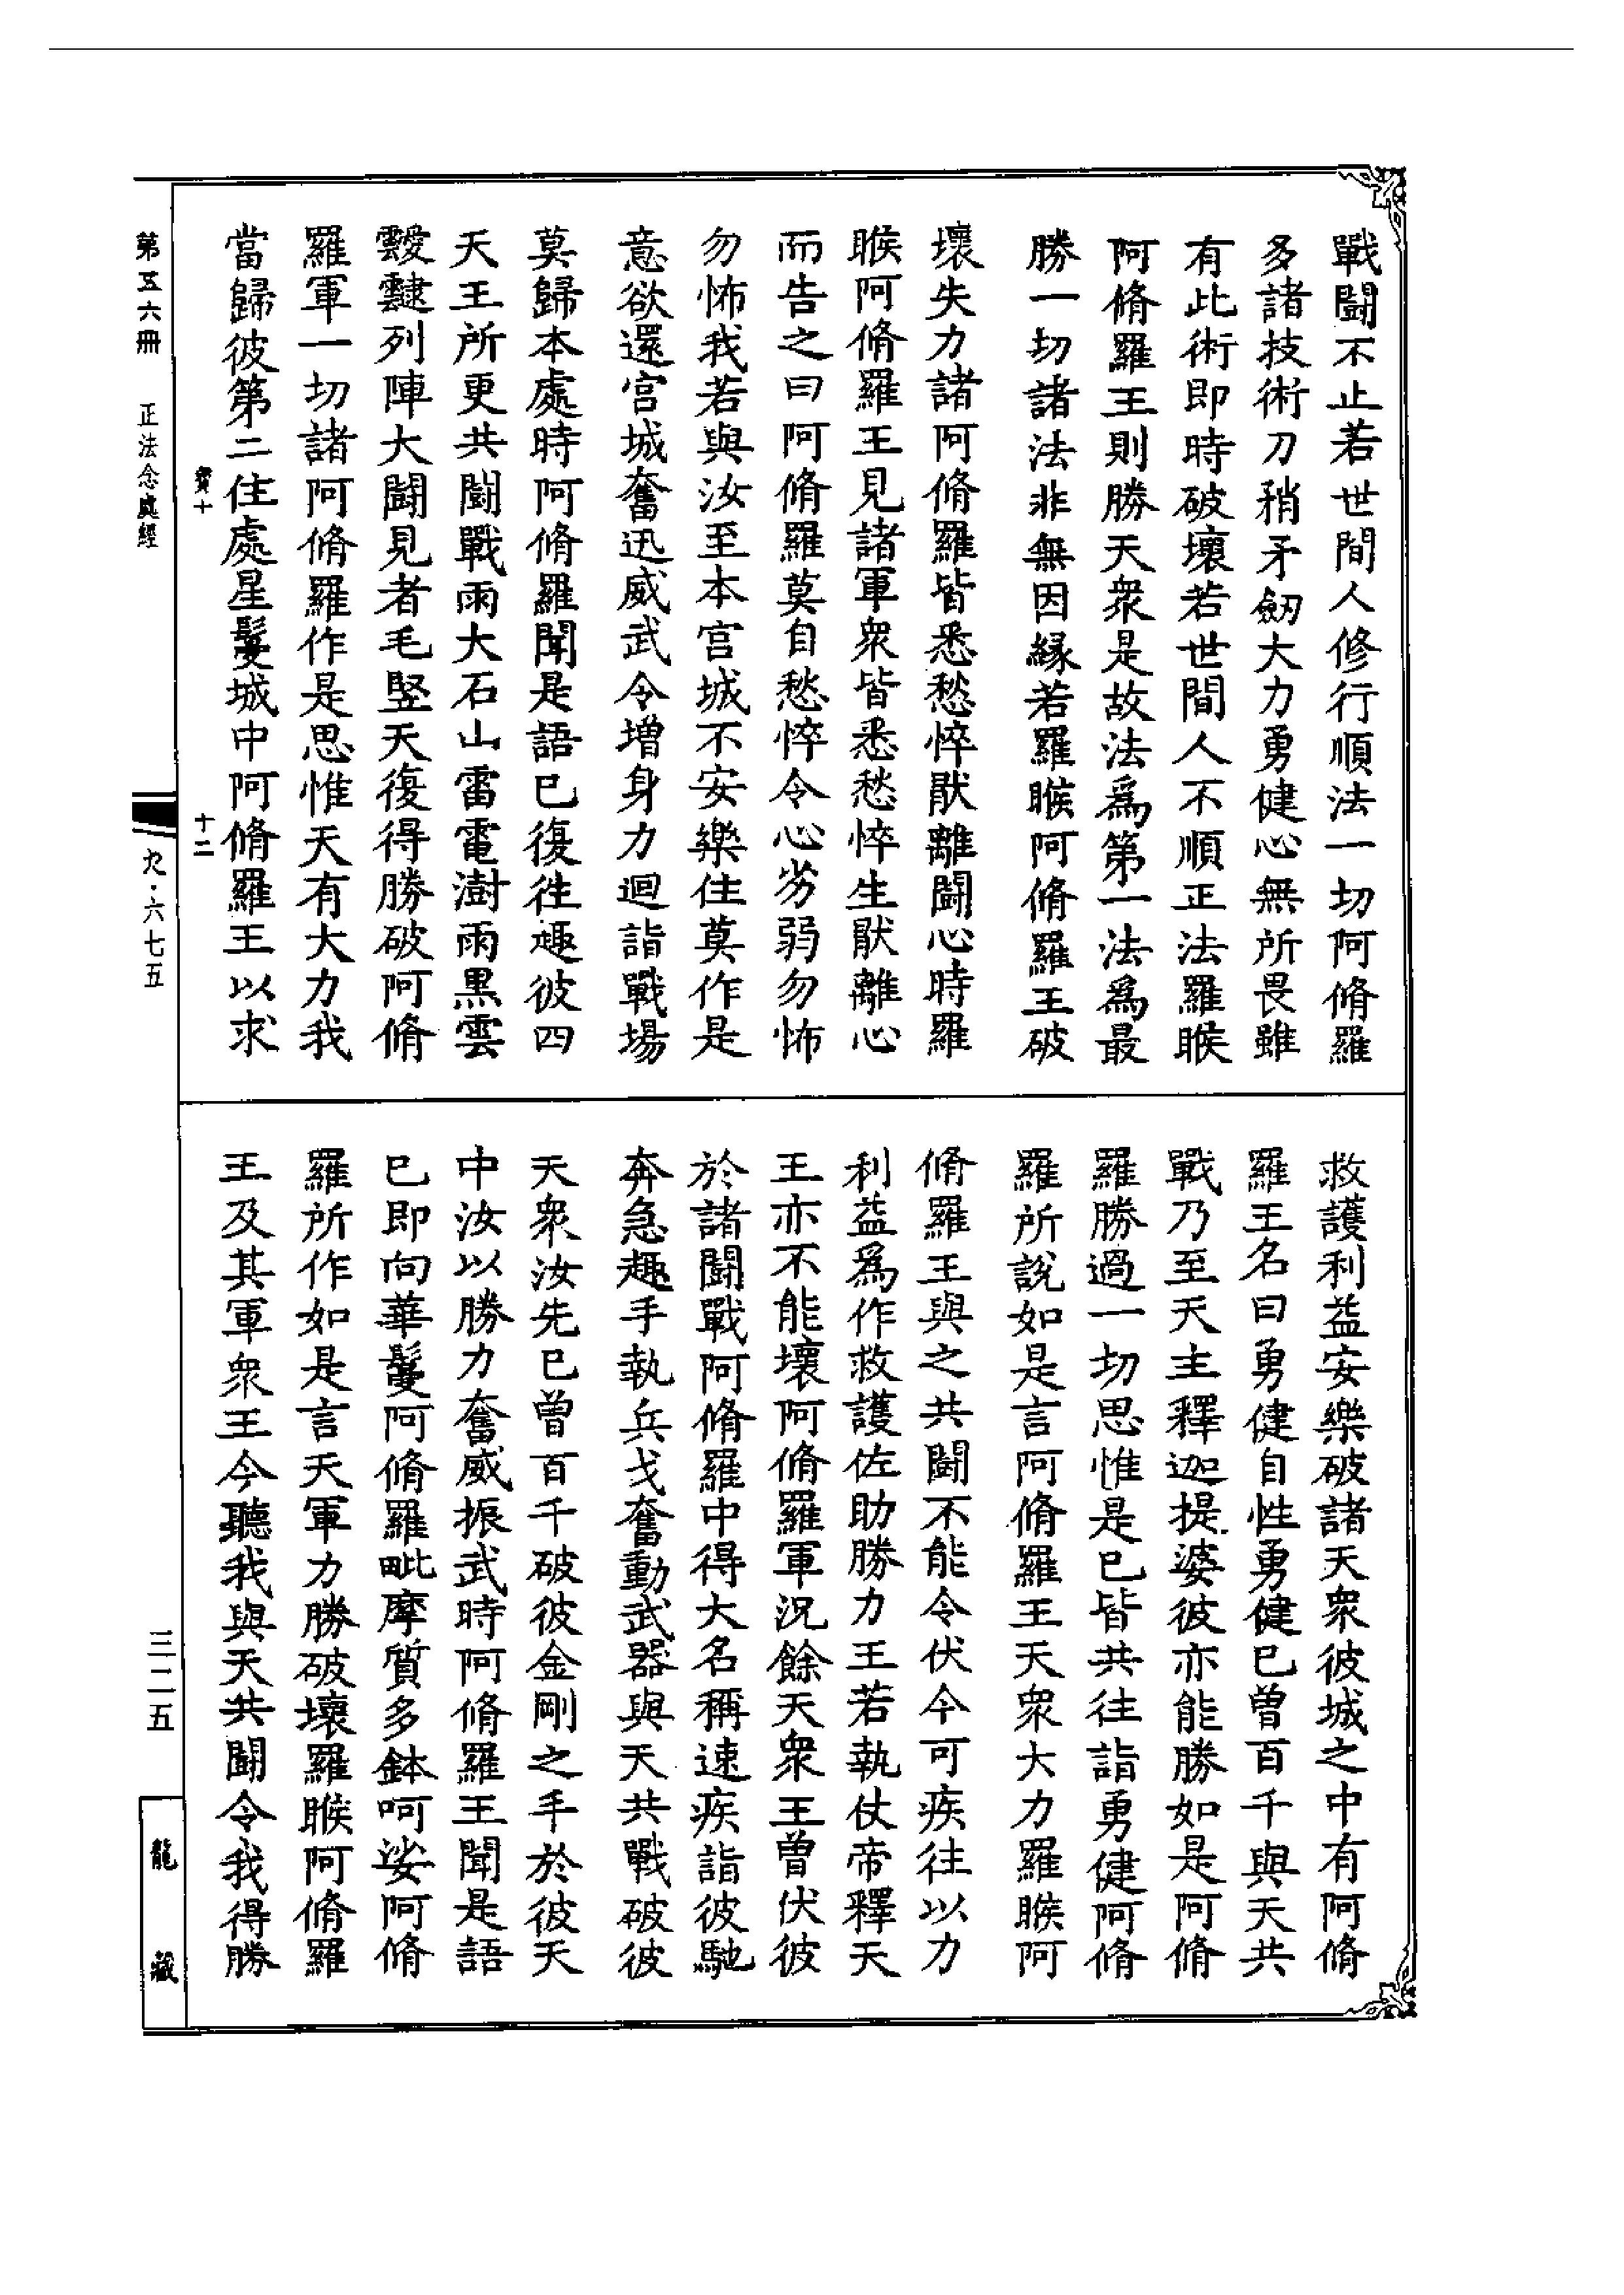 戰鬪不止若世間人修行順法一切阿脩羅
多諸技術刀矟矛劒大力勇健心無所畏雖
有此術即時破壞若世間人不順正法羅睺
阿脩羅王則勝天衆是故法爲第一法爲最
勝一切諸法非無因縁若羅睺阿脩羅王破
壞失力諸阿脩羅皆悉愁悴猒離鬪心時羅
睺阿脩羅王見諸軍衆皆悉愁悴生猒離心
而告之曰阿脩羅莫自愁悴令心劣弱勿怖
勿怖我若與汝至本宫城不安樂住莫作是
意欲還宫城奮迅威武令増身力迴詣戰場
莫歸本處時阿脩羅聞是語已復徃趣彼四
天王所更共鬪戰雨大石山雷電澍雨黒雲
靉靆列陣大鬪見者毛竪天復得勝破阿脩
羅軍一切諸阿脩羅作是思惟天有大力我
當歸彼第二住處星鬘城中阿脩羅王以求
救護利益安樂破諸天衆彼城之中有阿脩
羅王名曰勇健自性勇健已曾百千與天共
戰乃至天主釋迦提婆彼亦能勝如是阿脩
羅勝過一切思惟是已皆共往詣勇健阿脩
羅所說如是言阿脩羅王天衆大力羅睺阿
脩羅王與之共鬪不能令伏今可疾往以力
利益爲作救護佐助勝力王若執仗帝釋天
王亦不能壞阿脩羅軍況餘天衆王曾伏彼
於諸鬪戰阿脩羅中得大名稱速疾詣彼馳
奔急趣手執兵戈奮動武器與天共戰破彼
天衆汝先已曾百千破彼金剛之手於彼天
中汝以勝力奮威振武時阿脩羅王聞是語
已即向華鬘阿脩羅毗摩質多鉢呵娑阿脩
羅所作如是言天軍力勝破壞羅睺阿脩羅
王及其軍衆王今聽我與天共鬪令我得勝
第五六冊 正法念處經
十二
九·六七五
三二五
龍藏